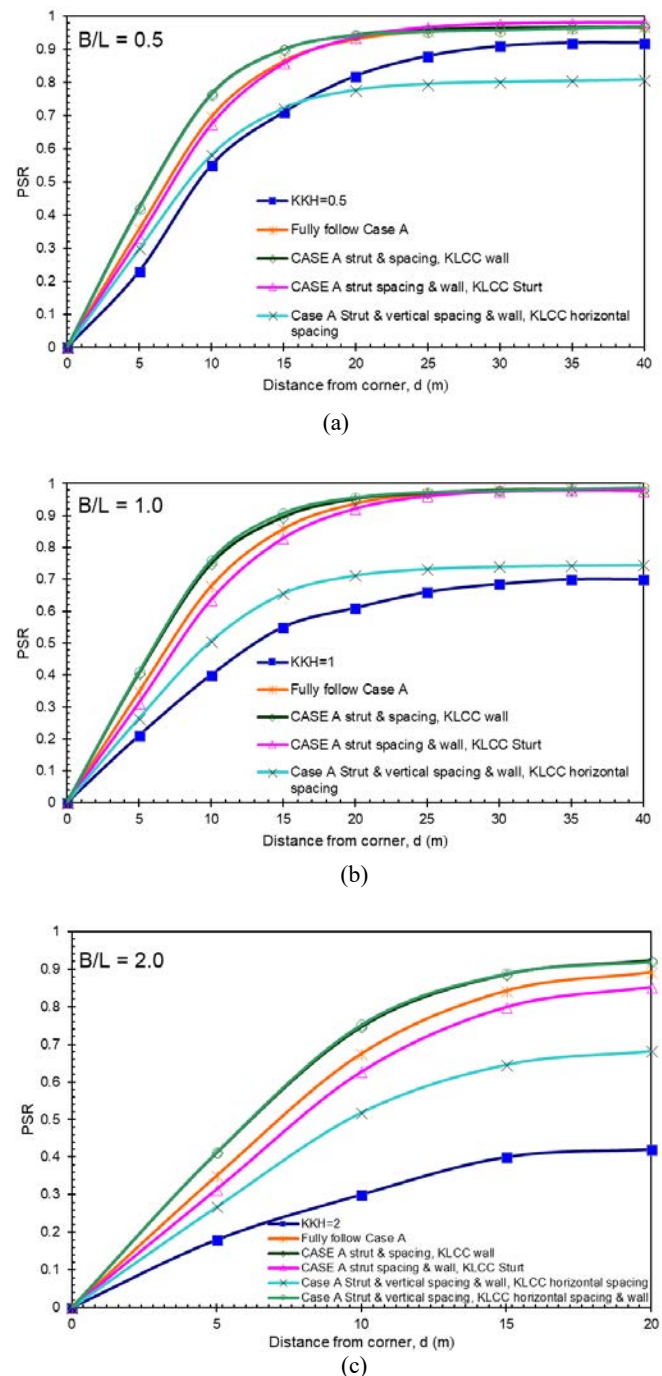 B/L = 0.5
1
0.9
0.8
0.7
0.6
0.5
0.4
0.3
0.2
0.1
0
PSR
KKH=0.5
Fully follow Case A
CASE A strut & spacing, KLCC wall
CASE A strut spacing & wall, KLCC Sturt
Case A Strut & vertical spacing & wall, KLCC horizontal
spacing
0 5 10 15 20 25 30 35 40
Distance from corner, d (m)
(a)
B/L = 1.0
1
0.9
0.8
0.7
0.6
0.5
0.4
0.3
0.2
0.1
0
PSR
KKH=1
Fully follow Case A
CASE A strut & spacing, KLCC wall
CASE A strut spacing & wall, KLCC Sturt
Case A Strut & vertical spacing & wall, KLCC horizontal
spacing
0 5 10 15 20 25 30 35 40
Distance from corner, d (m)
(b)
B/L = 2.0
1
0.9
0.8
0.7
0.6
0.5
0.4
0.3
0.2
0.1
0
PSR
KKH=2
Fully follow Case A
CASE A strut & spacing, KLCC wall
CASE A strut spacing & wall, KLCC Sturt
Case A Strut & vertical spacing & wall, KLCC horizontal spacing
Case A Strut & vertical spacing, KLCC horizontal spacing & wall
0 5 10 15 20
Distance from corner, d (m)
(c)